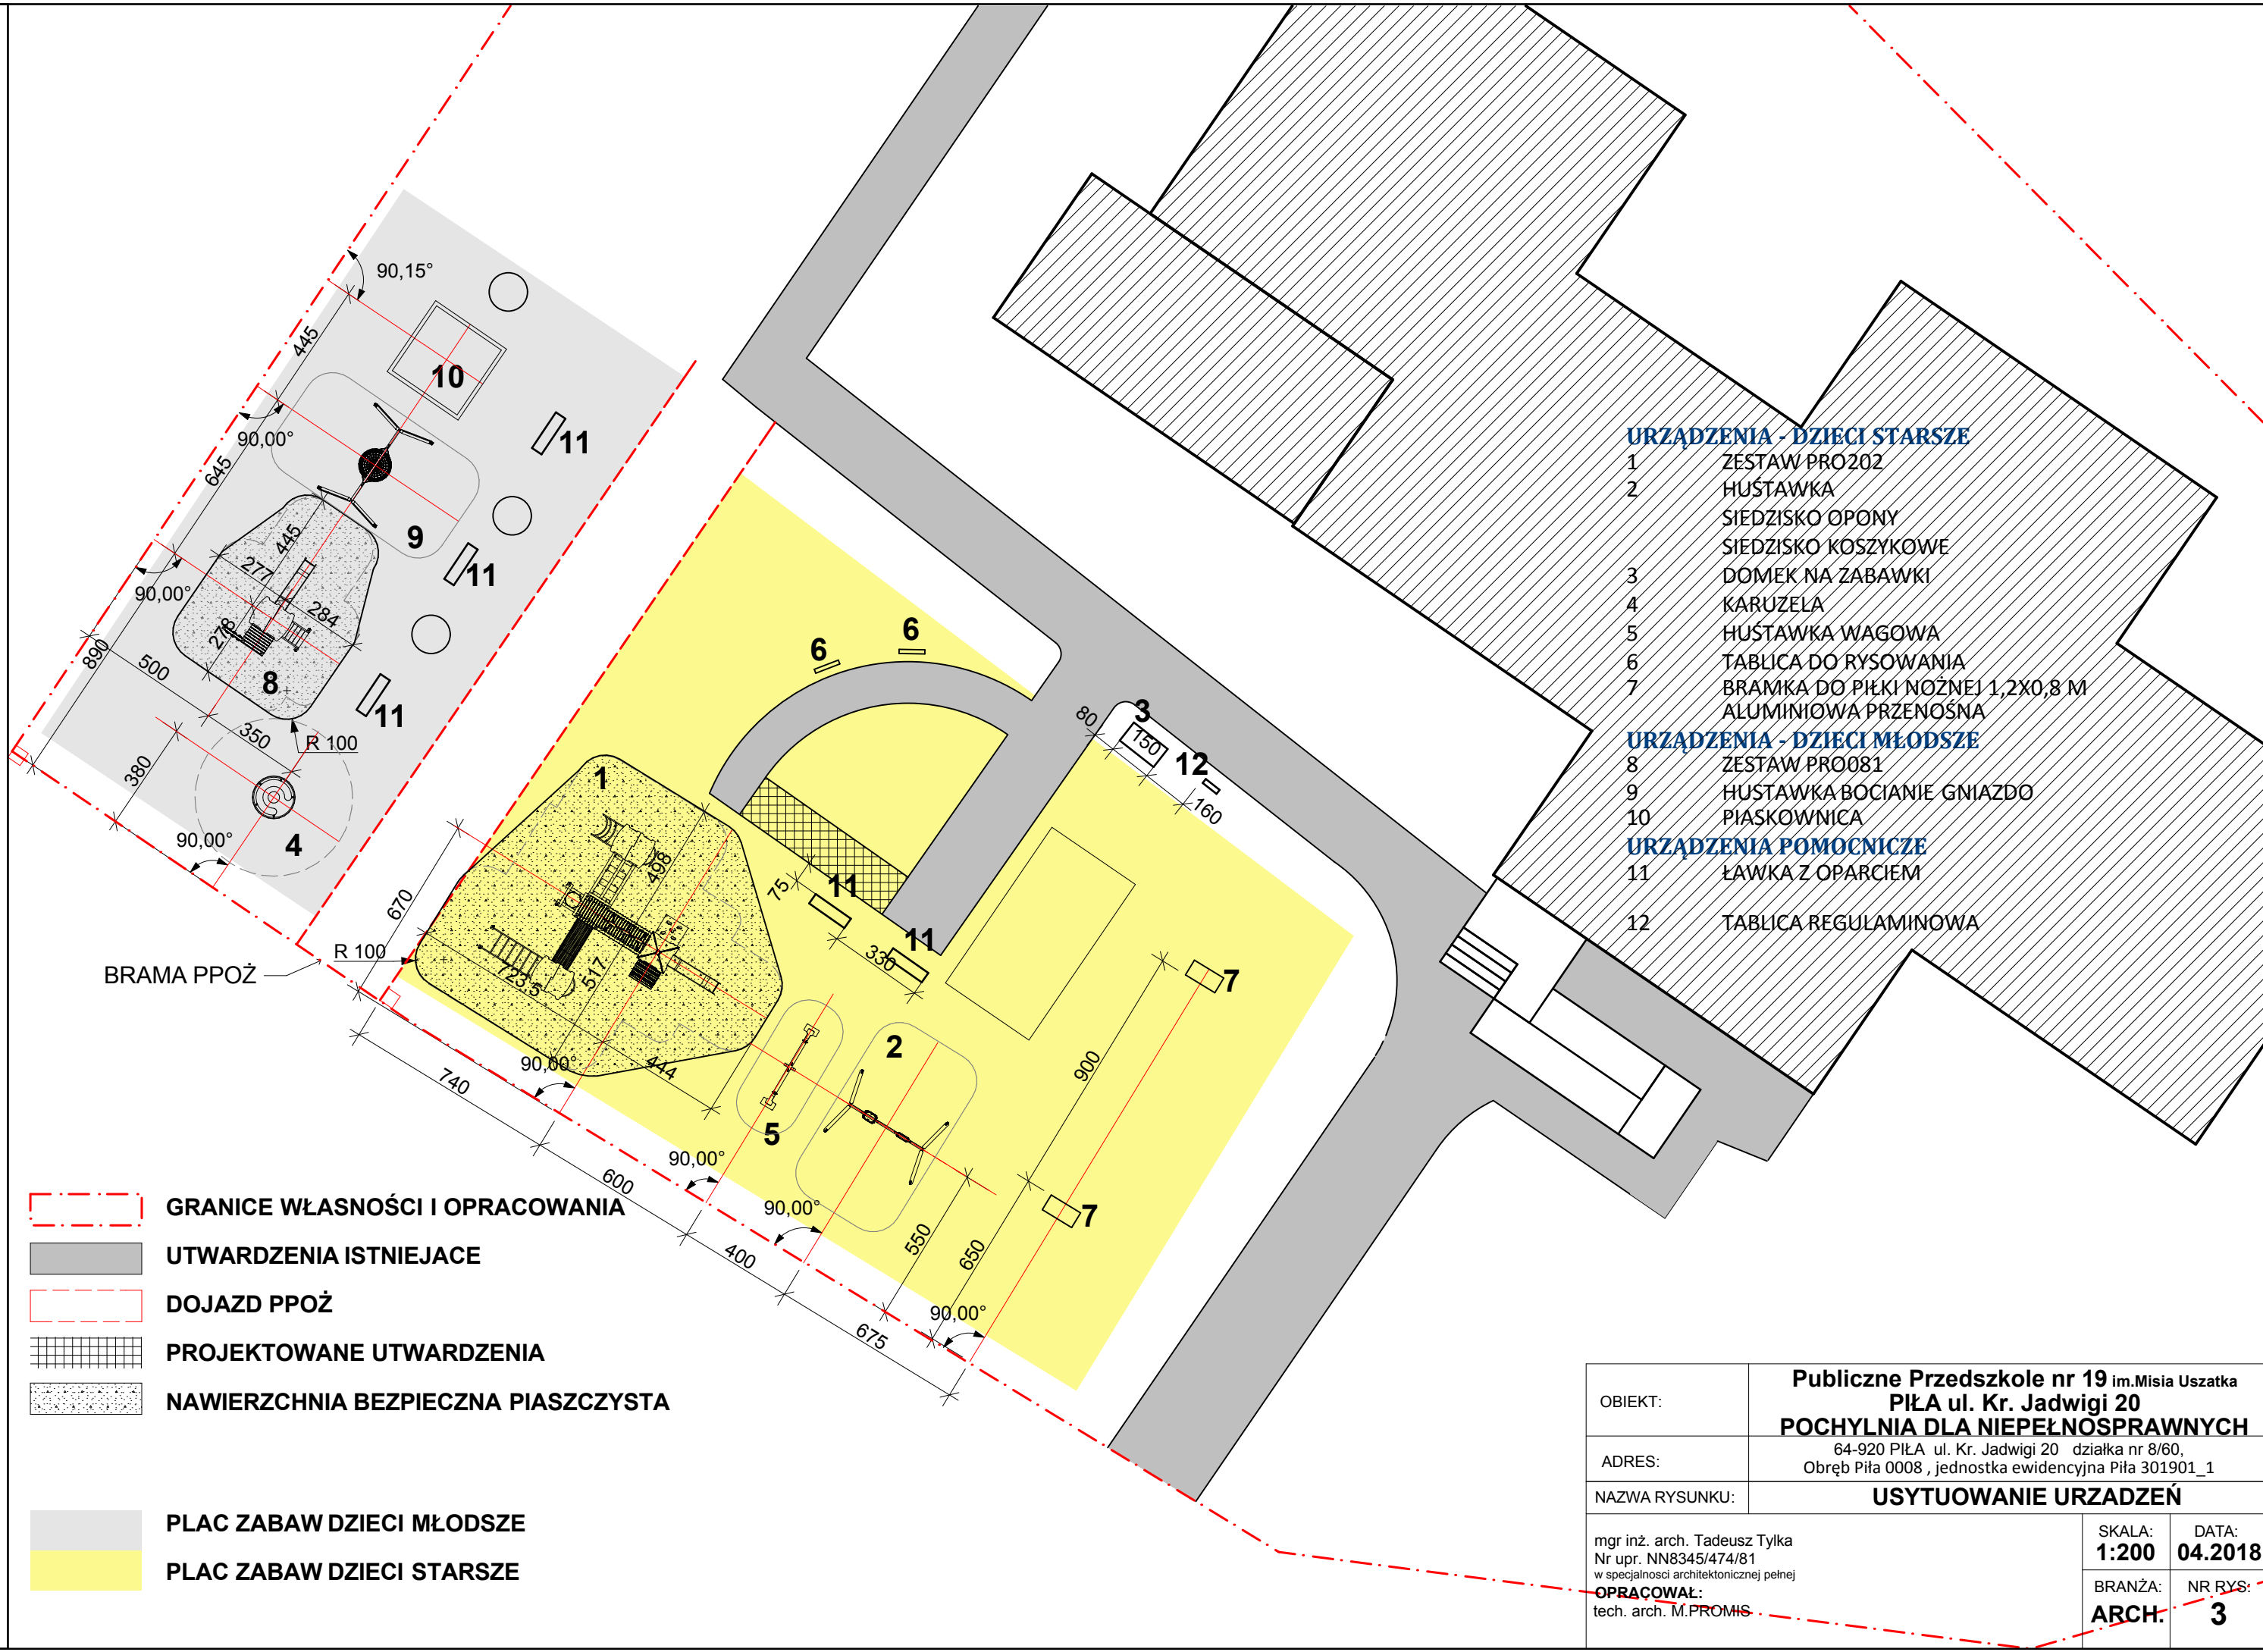 90,15°
445
10
90,00°
11
645
9
445
277
11
90,00°
284
278
890
500
8
11
350
R 100
380
90,00°
4
6
6
80
3
150
12
160
1
498
75
11
11
330
670
R 100
BRAMA PPOŻ
723.5
517
7
2
900
90,00°
444
740
5
90,00°
600
90,00°
7
550
650
400
90,00°
675
URZĄDZENIA - DZIECI STARSZE
1 ZESTAW PRO202
2 HUŚTAWKA
SIEDZISKO OPONY
SIEDZISKO KOSZYKOWE
3 DOMEK NA ZABAWKI
4 KARUZELA
5 HUŚTAWKA WAGOWA
6 TABLICA DO RYSOWANIA
7 BRAMKA DO PIŁKI NOŻNEJ 1,2X0,8 M
ALUMINIOWA PRZENOŚNA
URZĄDZENIA - DZIECI MŁODSZE
8 ZESTAW PRO081
9 HUSTAWKA BOCIANIE GNIAZDO
10 PIASKOWNICA
URZĄDZENIA POMOCNICZE
11 ŁAWKA Z OPARCIEM
12 TABLICA REGULAMINOWA
GRANICE WŁASNOŚCI I OPRACOWANIA
UTWARDZENIA ISTNIEJACE
DOJAZD PPOŻ
PROJEKTOWANE UTWARDZENIA
NAWIERZCHNIA BEZPIECZNA PIASZCZYSTA
PLAC ZABAW DZIECI MŁODSZE
PLAC ZABAW DZIECI STARSZE
OBIEKT:
Publiczne Przedszkole nr 19 im.Misia Uszatka
PIŁA ul. Kr. Jadwigi 20
POCHYLNIA DLA NIEPEŁNOSPRAWNYCH
ADRES:
64-920 PIŁA ul. Kr. Jadwigi 20 działka nr 8/60,
Obręb Piła 0008 , jednostka ewidencyjna Piła 301901_1
NAZWA RYSUNKU:
USYTUOWANIE URZADZEŃ
mgr inż. arch. Tadeusz Tylka
Nr upr. NN8345/474/81
w specjalnosci architektonicznej pełnej
OPRACOWAŁ:
tech. arch. M.PROMIS
SKALA:
1:200
DATA:
04.2018
BRANŻA:
ARCH.
NR RYS:
3